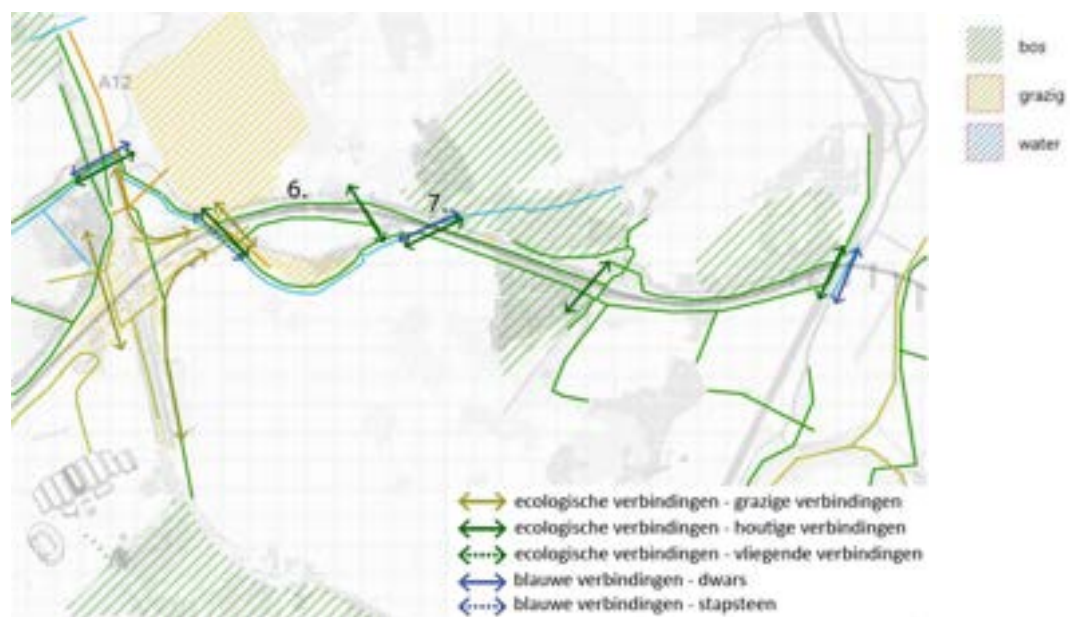 bos
A12
grazig
water
6.
7.
ecologische verbindingen - grazige verbindingen
ecologische verbindingen - houtige verbindingen
ecologische verbindingen - vliegende verbindingen
blauwe verbindingen - dwars
blauwe verbindingen - stapsteen